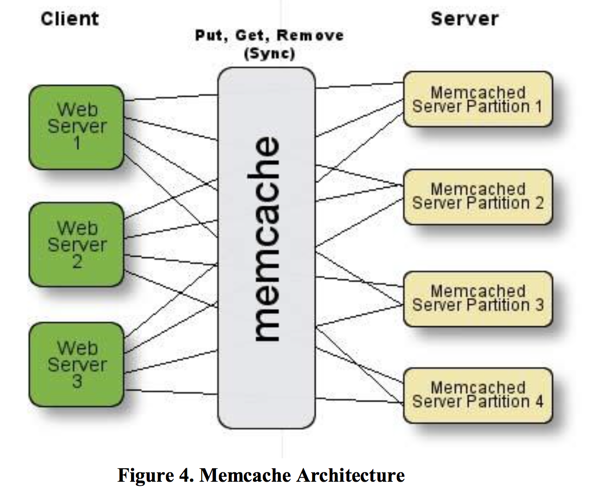 Client
Server
Put, Get, Remove
(Sync)
Web
Server
1
Web
Server
2
Web
Server
3
memcache
Memcached
Server Partition 1
Memcached
Server Partition 2
Memcached
Server Partition 3
Memcached
Server Partition 4
Figure 4. Memcache Architecture